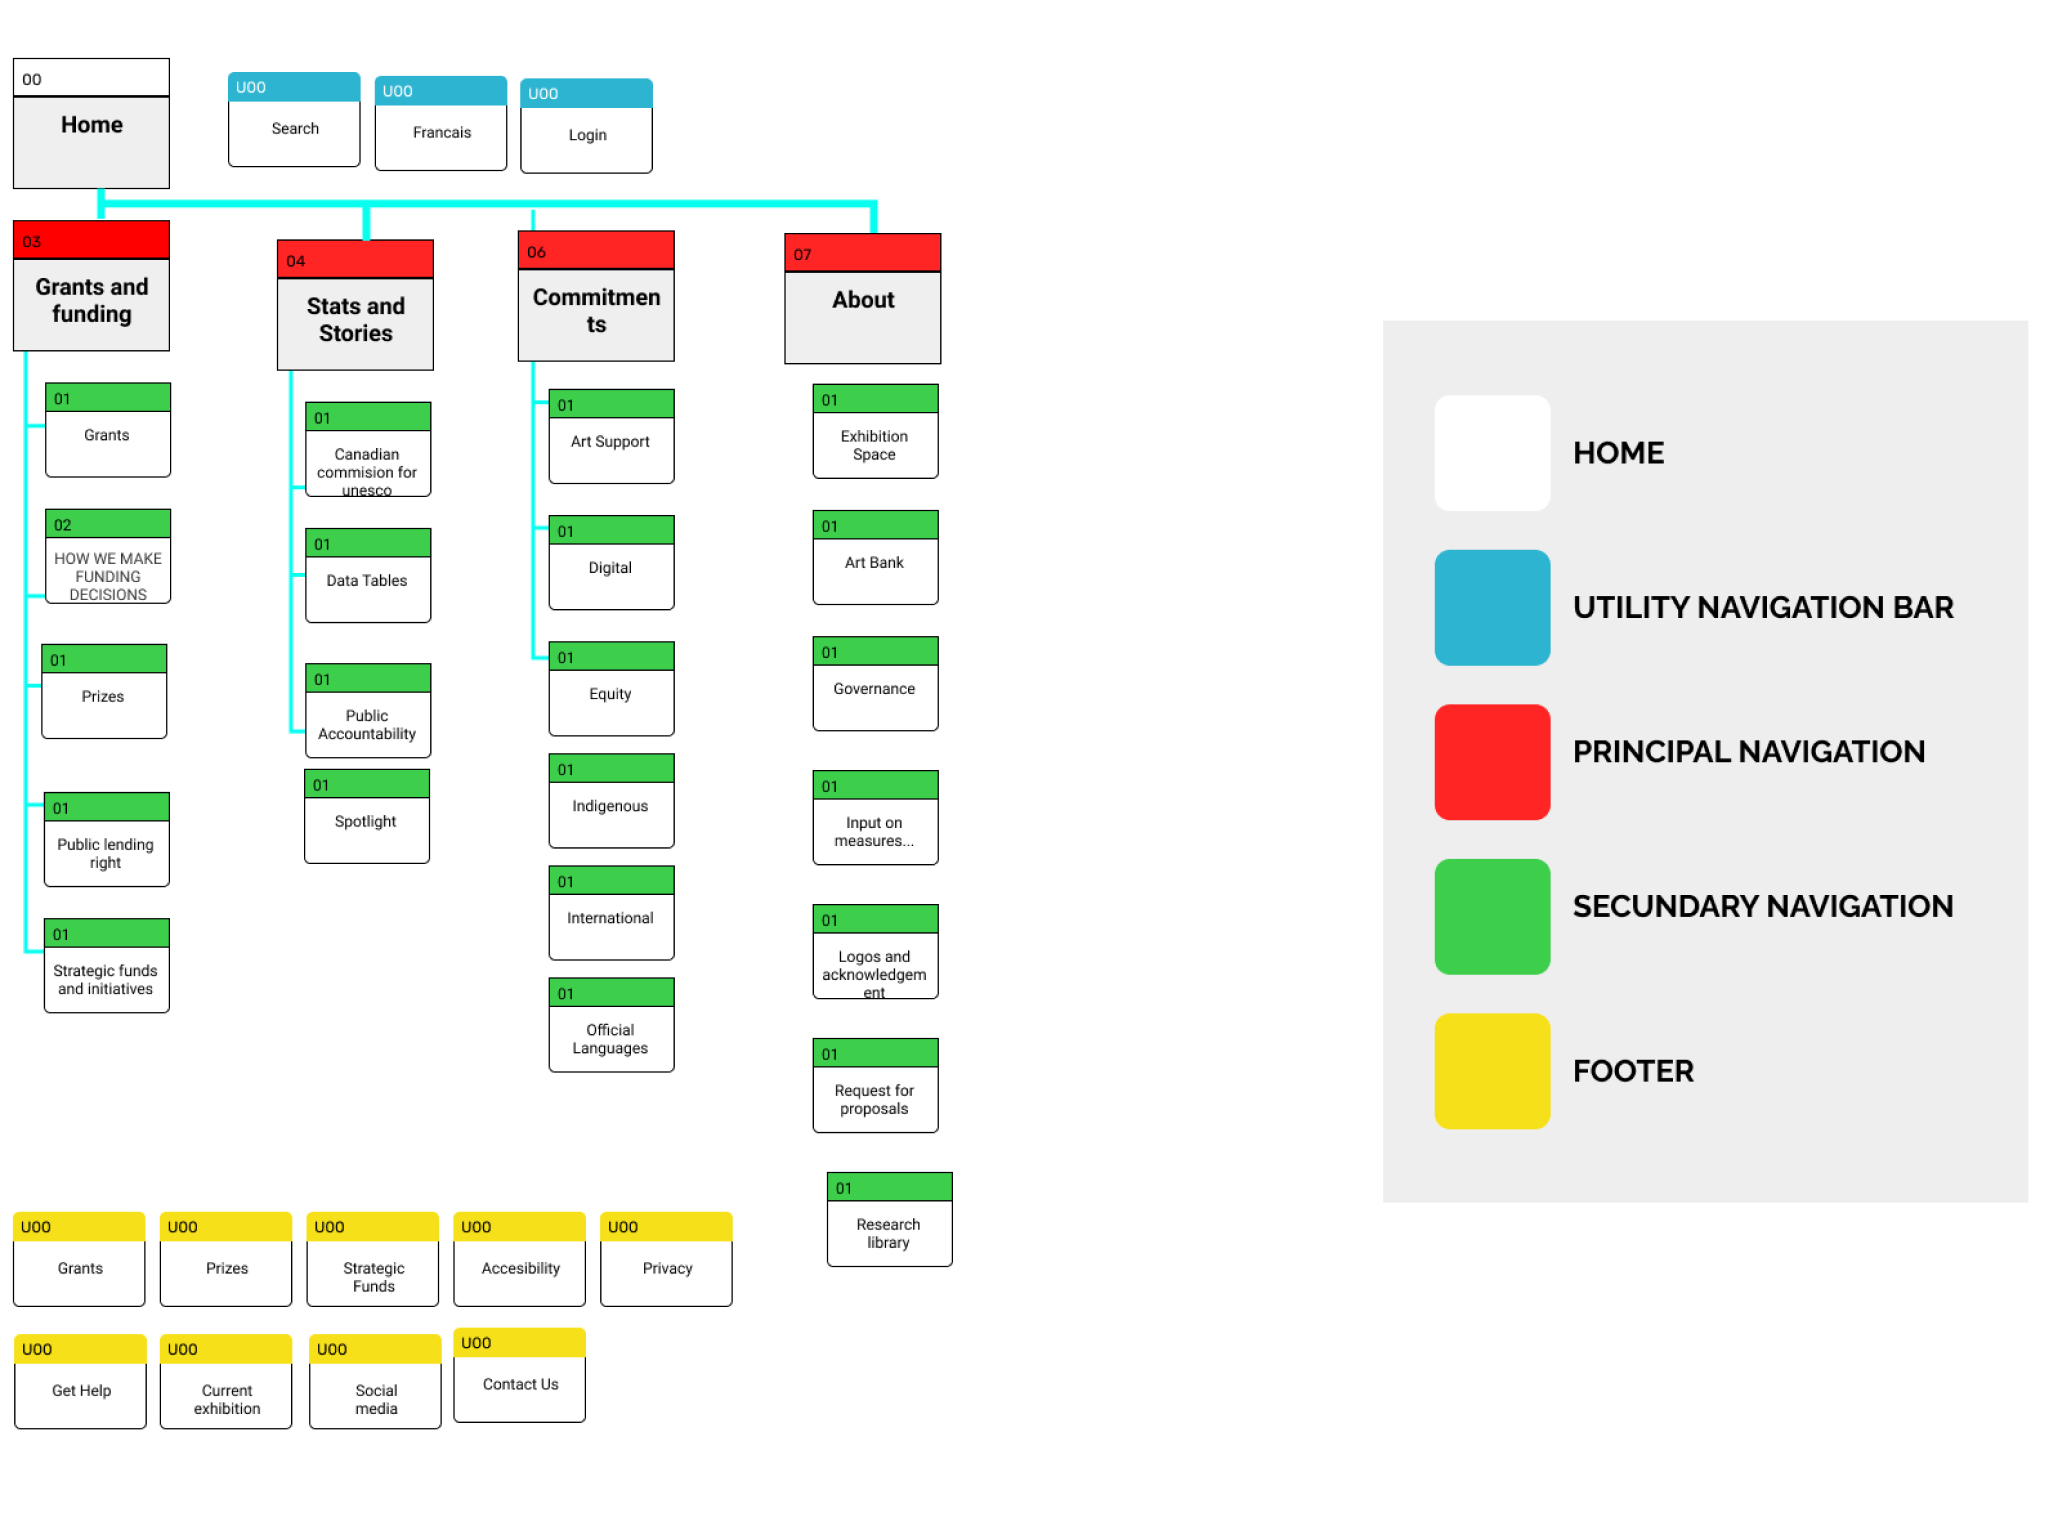 00
Home
U00
Search
U00
Francais
U00
Login
03
Grants and
funding
01
Grants
02
HOW WE MAKE
FUNDING
DECISIONS
01
Prizes
01
Public lending
right
01
Strategic funds
and initiatives
04
Stats and
Stories
01
Canadian
commision for
unesco
01
Data Tables
01
Public
Accountability
01
Spotlight
06
Commitmen
ts
01
Art Support
01
Digital
01
Equity
01
Indigenous
01
International
01
Official
Languages
07
About
01
Exhibition
Space
01
Art Bank
01
Governance
01
Input on
measures...
01
Logos and
acknowledgem
ent
01
Request for
proposals
01
Research
library
U00
Grants
U00
Prizes
U00
Strategic
Funds
U00
Accesibility
U00
Privacy
U00
Get Help
U00
Current
exhibition
U00
Social
media
U00
Contact Us
HOME
UTILITY NAVIGATION BAR
PRINCIPAL NAVIGATION
SECUNDARY NAVIGATION
FOOTER